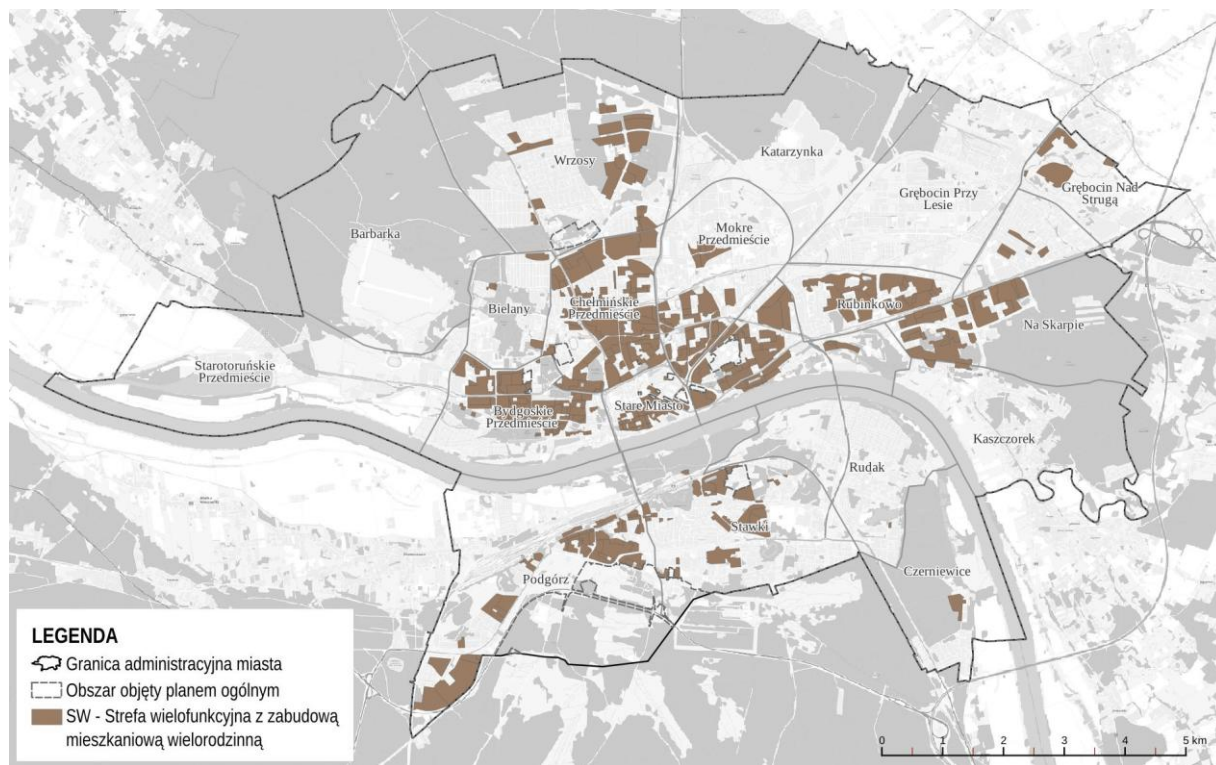 Wrzosy
Katarzynka
Grębocin Przy
Lesie
Grębocin Nad
Strugą
Barbarka
Mokre
Przedmieście
Bielany
Chełmińskie
Przedmieście
Rubinkowo
Na Skarpie
Starotoruńskie
Przedmieście
Bydgoskie
Przedmieście
Stare Miasto
Kaszczorek
Rudak
Stawki
Podgórz
Czerniewice
LEGENDA
Granica administracyjna miasta
Obszar objęty planem ogólnym
SW - Strefa wielofunkcyjna z zabudową
mieszkaniową wielorodzinną
0 1 2 3 4 5 km